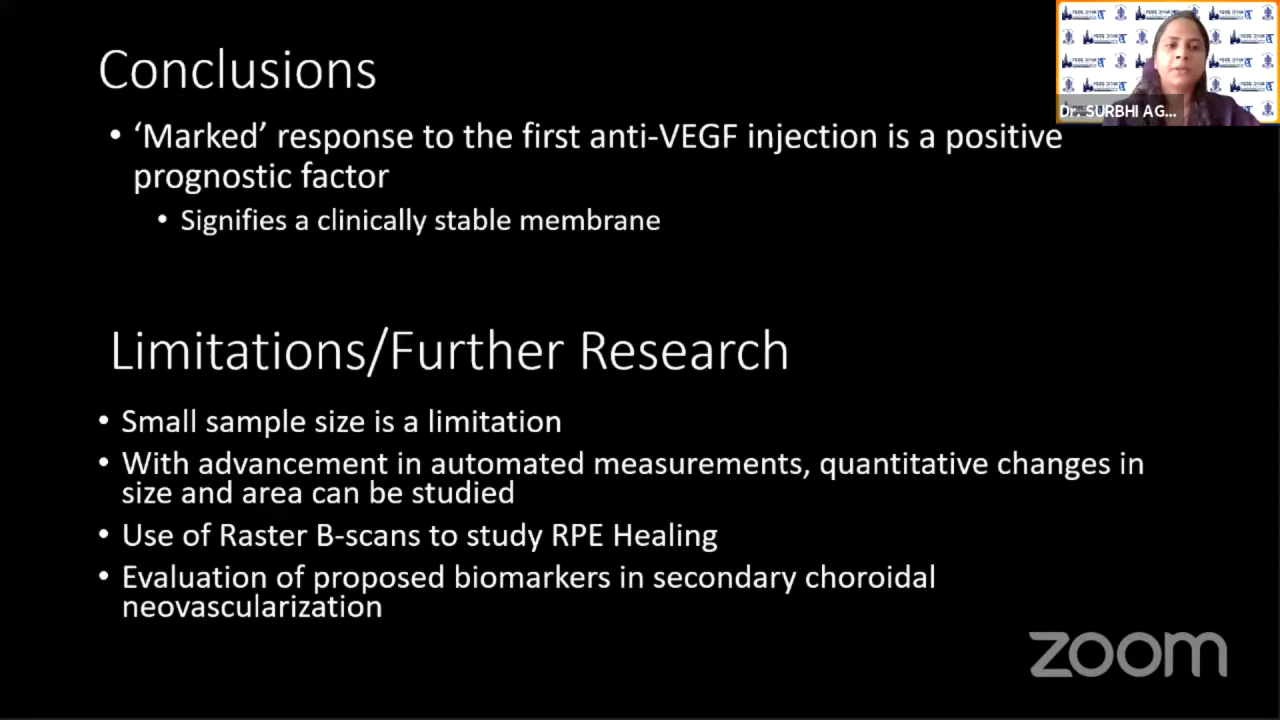 Conclusions
• ‘Marked’ response to the first anti-VEGF injection is a positive
prognostic factor
• Signifies a clinically stable membrane
Dr. SURBHI AG...
Limitations/Further Research
• Small sample size is a limitation
• With advancement in automated measurements, quantitative changes in
size and area can be studied
• Use of Raster B-scans to study RPE Healing
• Evaluation of proposed biomarkers in secondary choroidal
neovascularization
zoom